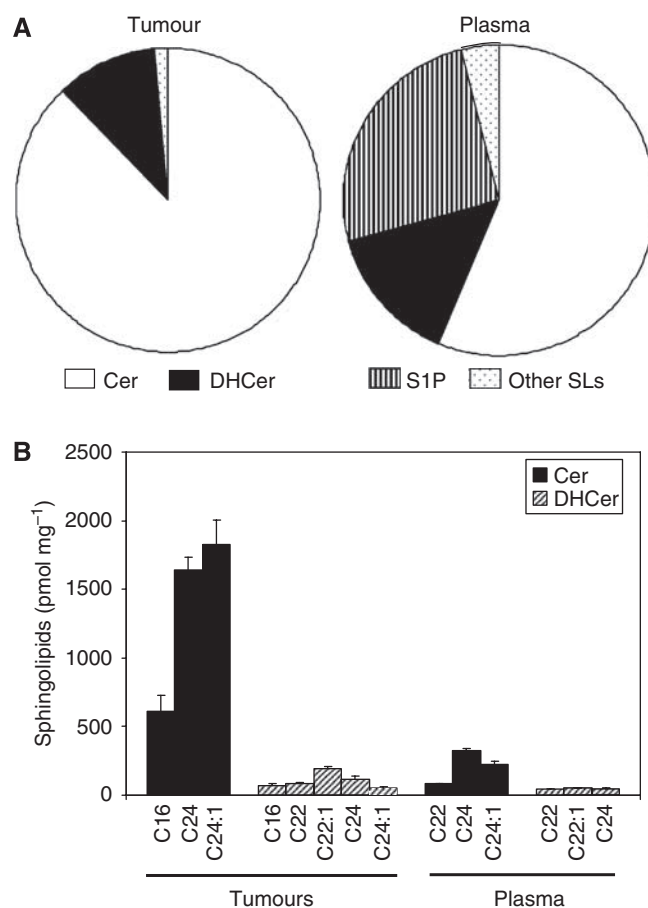 A
Tumour
Plasma
Cer
DHCer
S1P
Other SLs
B
Sphingolipids (pmol mg⁻¹)
2500
2000
1500
1000
500
0
Cer
DHCer
C16
C24
C24:1
C16
C22
C22:1
C24
C24:1
C22
C24
C24:1
C22
C22:1
C24
Tumours
Plasma